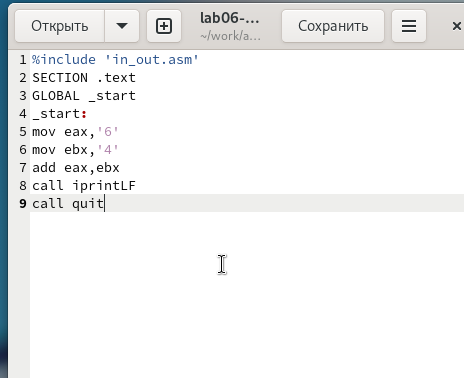 Открыть
lab06-...
~/work/a...
Сохранить
1 %include 'in_out.asm'
2 SECTION .text
3 GLOBAL _start
4 _start:
5 mov eax,'6'
6 mov ebx,'4'
7 add eax,ebx
8 call iprintLF
9 call quit